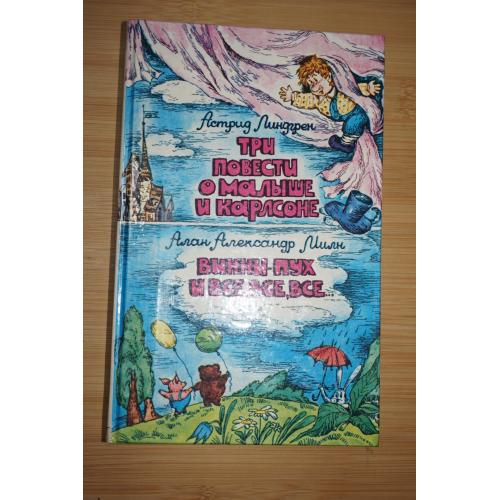 Астрид Линдгрен
ТРИ
ПОВЕСТИ
О МАЛЫШЕ
И КАРЛСОНЕ
Алан Александр Милн
ВИННИ-ПУХ
И ВСЕ, ВСЕ, ВСЕ...